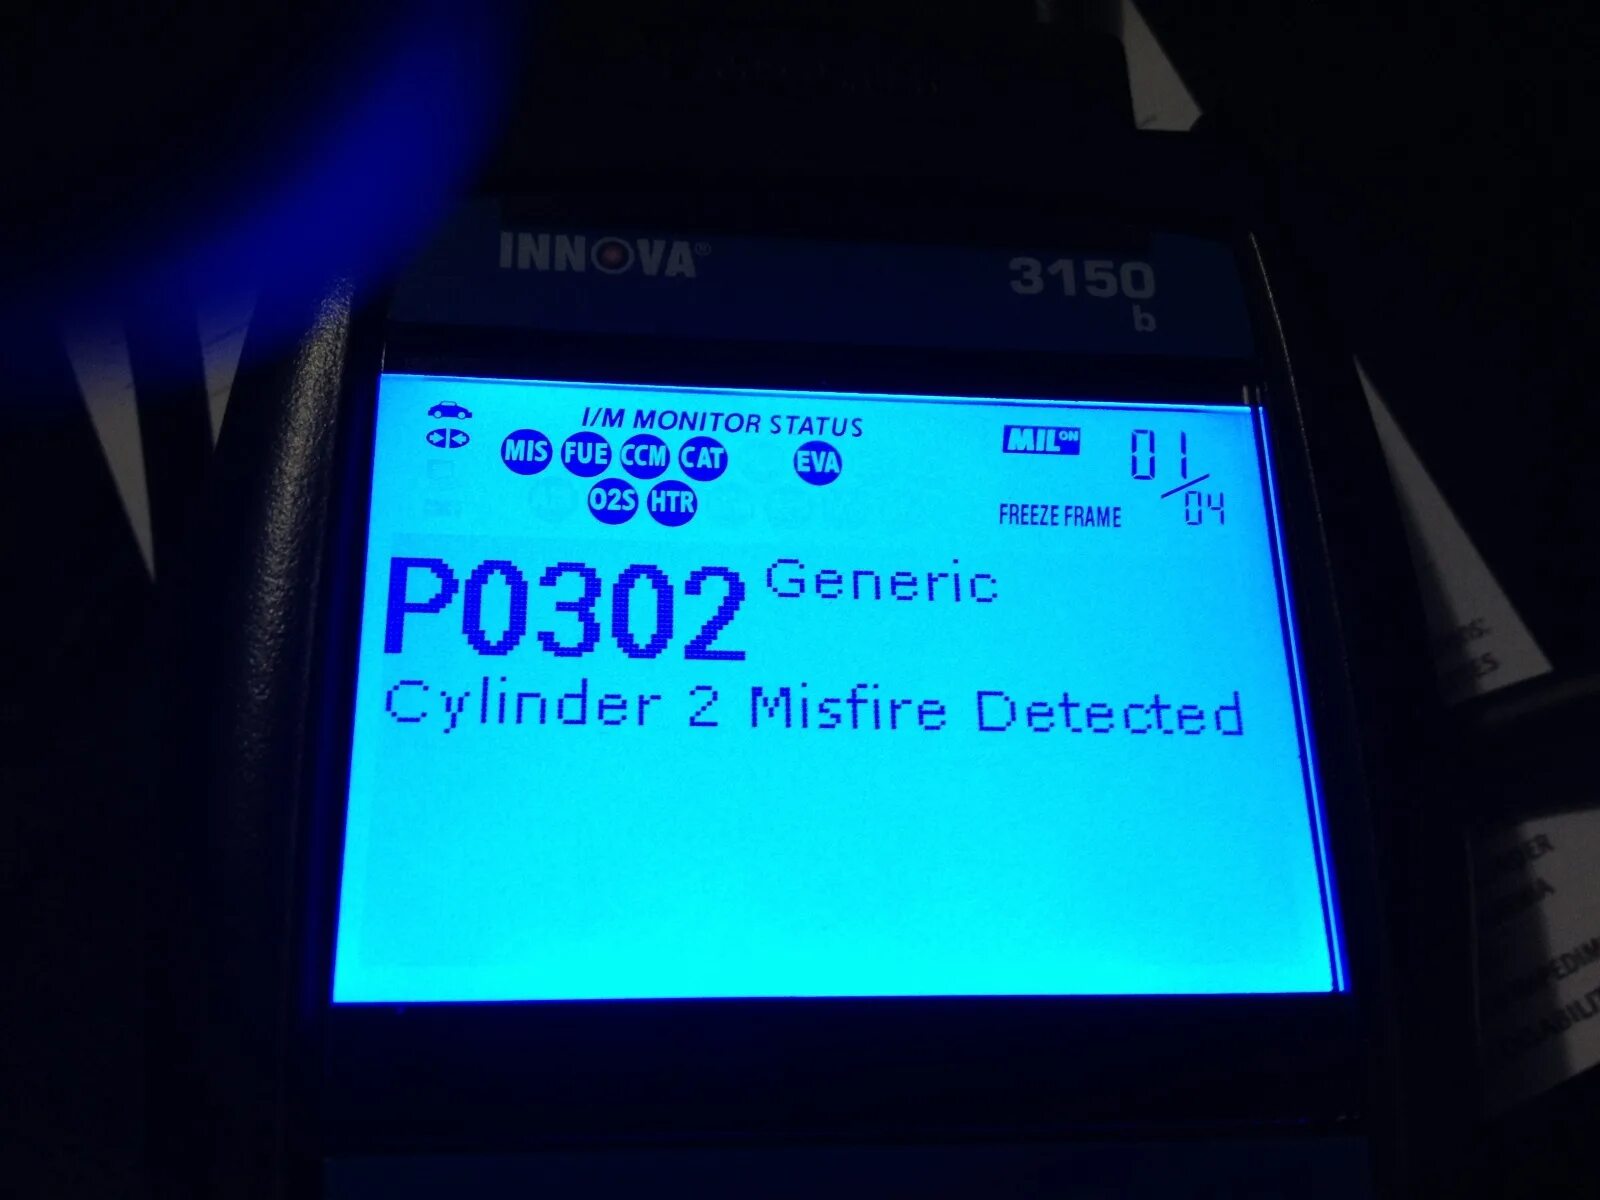 INNOVA®
3150
b
I/M MONITOR STATUS
MIS FUE CCM CAT EVA
O2S HTR
MIL ON
01/04
FREEZE FRAME
P0302 Generic
Cylinder 2 Misfire Detected